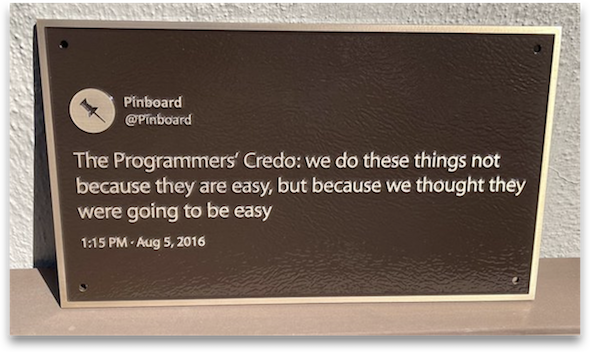 Pinboard
@Pinboard
The Programmers' Credo: we do these things not
because they are easy, but because we thought they
were going to be easy
1:15 PM · Aug 5, 2016